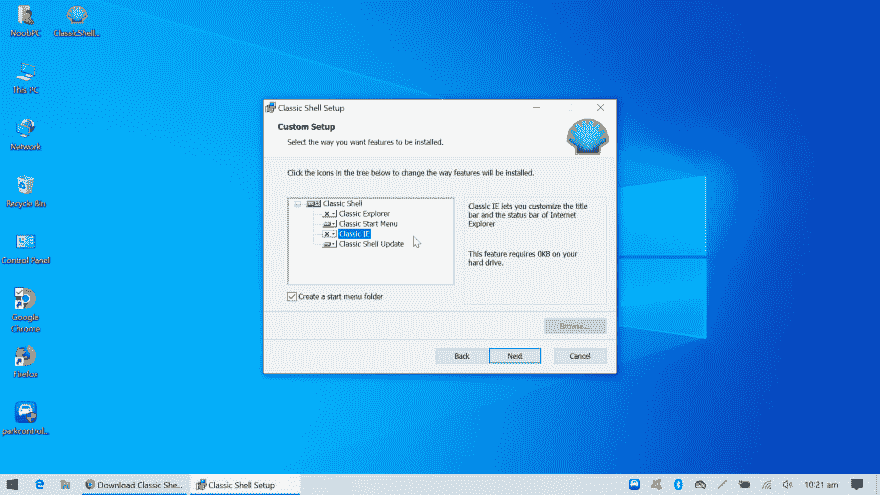 NoobPC
ClassicShell...
This PC
Network
Recycle Bin
Control Panel
Google
Chrome
Firefox
parkcontrol...
Classic Shell Setup
Custom Setup
Select the way you want features to be installed.
Click the icons in the tree below to change the way features will be installed.
Classic Shell
Classic Explorer
Classic Start Menu
Classic IE
Classic Shell Update
Classic IE lets you customize the title
bar and the status bar of Internet
Explorer
This feature requires 0KB on your
hard drive.
Create a start menu folder
Browse...
Back
Next
Cancel
Download Classic She...
Classic Shell Setup
10:21 am